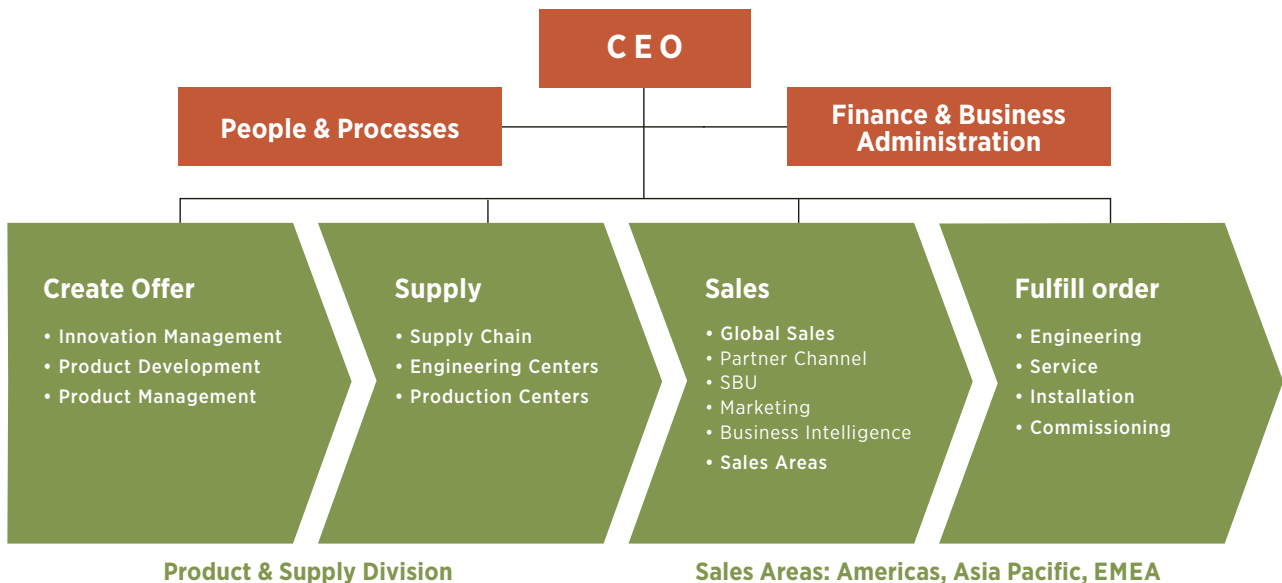 CEO
People & Processes
Finance & Business
Administration
Create Offer
• Innovation Management
• Product Development
• Product Management
Supply
• Supply Chain
• Engineering Centers
• Production Centers
Sales
• Global Sales
• Partner Channel
• SBU
• Marketing
• Business Intelligence
• Sales Areas
Fulfill order
• Engineering
• Service
• Installation
• Commissioning
Product & Supply Division
Sales Areas: Americas, Asia Pacific, EMEA